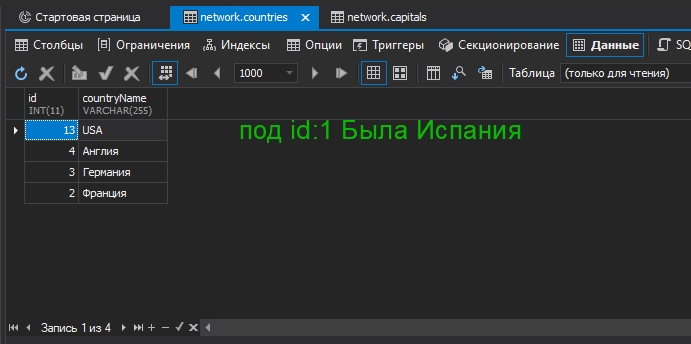 Стартовая страница network.countries network.capitals
Столбцы Ограничения Индексы Опции Триггеры Секционирование Данные SQ
1000 Таблица (только для чтения)
id countryName
INT(11) VARCHAR(255)
13 USA
под id:1 Была Испания
4 Англия
3 Германия
2 Франция
Запись 1 из 4